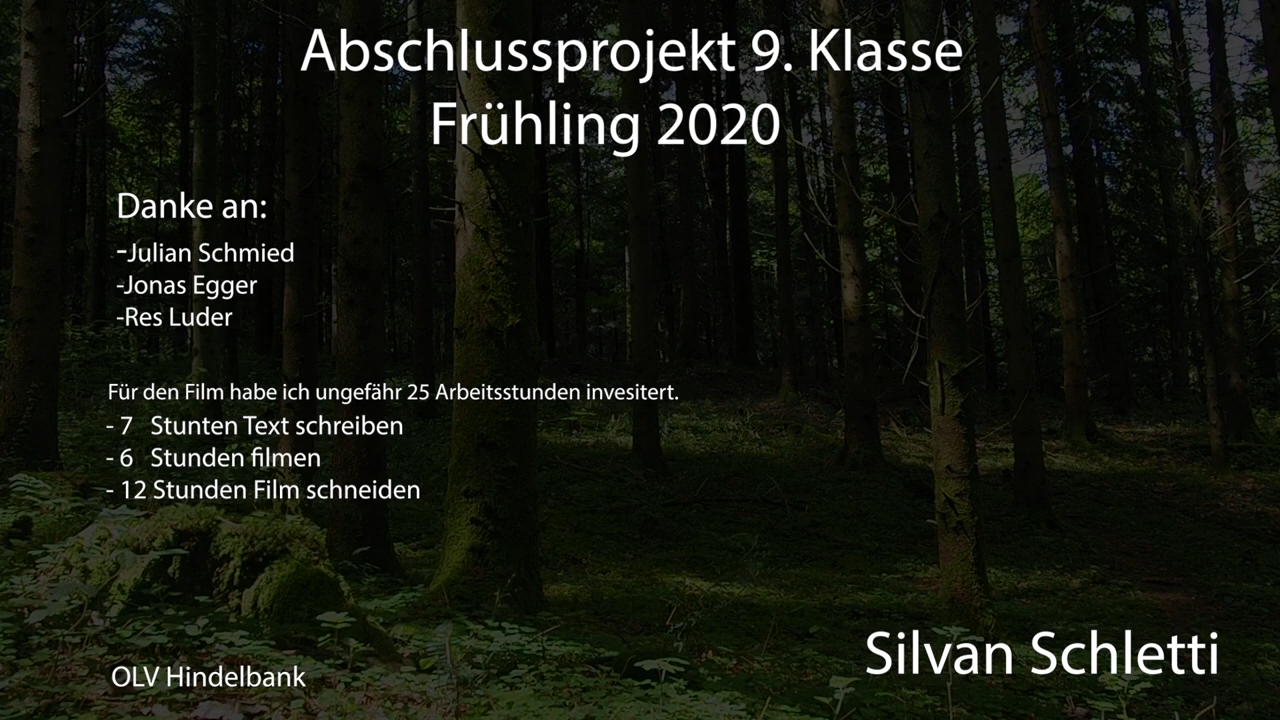 Abschlussprojekt 9. Klasse
Frühling 2020
Danke an:
-Julian Schmied
-Jonas Egger
-Res Luder
Für den Film habe ich ungefähr 25 Arbeitsstunden invesitert.
- 7 Stunten Text schreiben
- 6 Stunden filmen
- 12 Stunden Film schneiden
Silvan Schletti
OLV Hindelbank